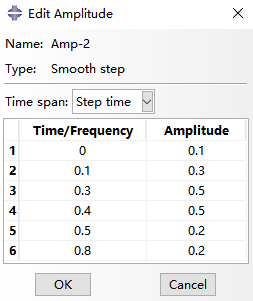 Edit Amplitude
Name: Amp-2
Type: Smooth step
Time span: Step time
Time/Frequency Amplitude
1 0 0.1
2 0.1 0.3
3 0.3 0.5
4 0.4 0.5
5 0.5 0.2
6 0.8 0.2
OK Cancel